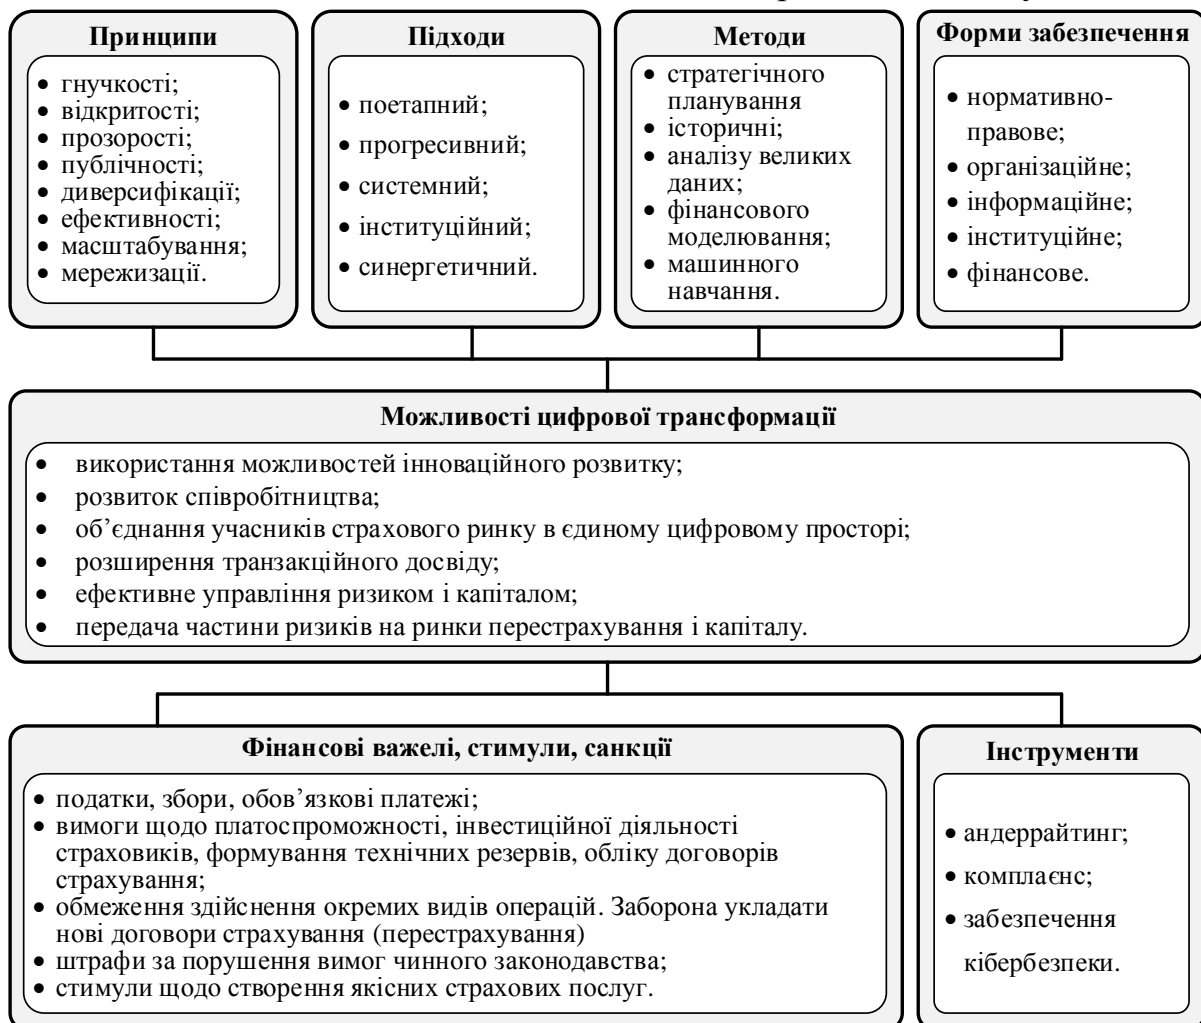 Принципи
• гнучкості;
• відкритості;
• прозорості;
• публічності;
• диверсифікації;
• ефективності;
• масштабування;
• мережизації.
Підходи
• поетапний;
• прогресивний;
• системний;
• інституційний;
• синергетичний.
Методи
• стратегічного
планування
• історичні;
• аналізу великих
даних;
• фінансового
моделювання;
• машинного
навчання.
Форми забезпечення
• нормативно-
правове;
• організаційне;
• інформаційне;
• інституційне;
• фінансове.
Можливості цифрової трансформації
• використання можливостей інноваційного розвитку;
• розвиток співробітництва;
• об’єднання учасників страхового ринку в єдиному цифровому просторі;
• розширення транзакційного досвіду;
• ефективне управління ризиком і капіталом;
• передача частини ризиків на ринки перестрахування і капіталу.
Фінансові важелі, стимули, санкції
• податки, збори, обов’язкові платежі;
• вимоги щодо платоспроможності, інвестиційної діяльності
страховиків, формування технічних резервів, обліку договорів
страхування;
• обмеження здійснення окремих видів операцій. Заборона укладати
нові договори страхування (перестрахування)
• штрафи за порушення вимог чинного законодавства;
• стимули щодо створення якісних страхових послуг.
Інструменти
• андеррайтинг;
• комплаєнс;
• забезпечення
кібербезпеки.